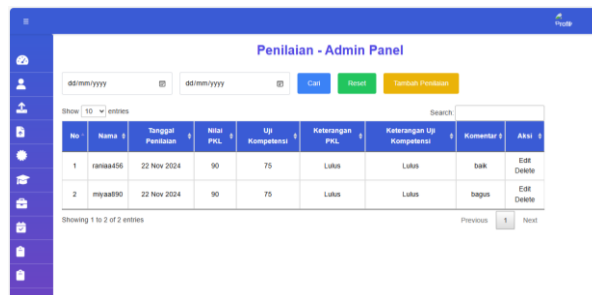 Profile
Penilaian - Admin Panel
dd/mm/yyyy dd/mm/yyyy Cari Reset Tambah Penilaian
Show 10 entries Search:
No Nama Tanggal Penilaian Nilai PKL Uji Kompetensi Keterangan PKL Keterangan Uji Kompetensi Komentar Aksi
1 raniaa456 22 Nov 2024 90 75 Lulus Lulus baik Edit Delete
2 miyaa890 22 Nov 2024 90 75 Lulus Lulus bagus Edit Delete
Showing 1 to 2 of 2 entries Previous 1 Next